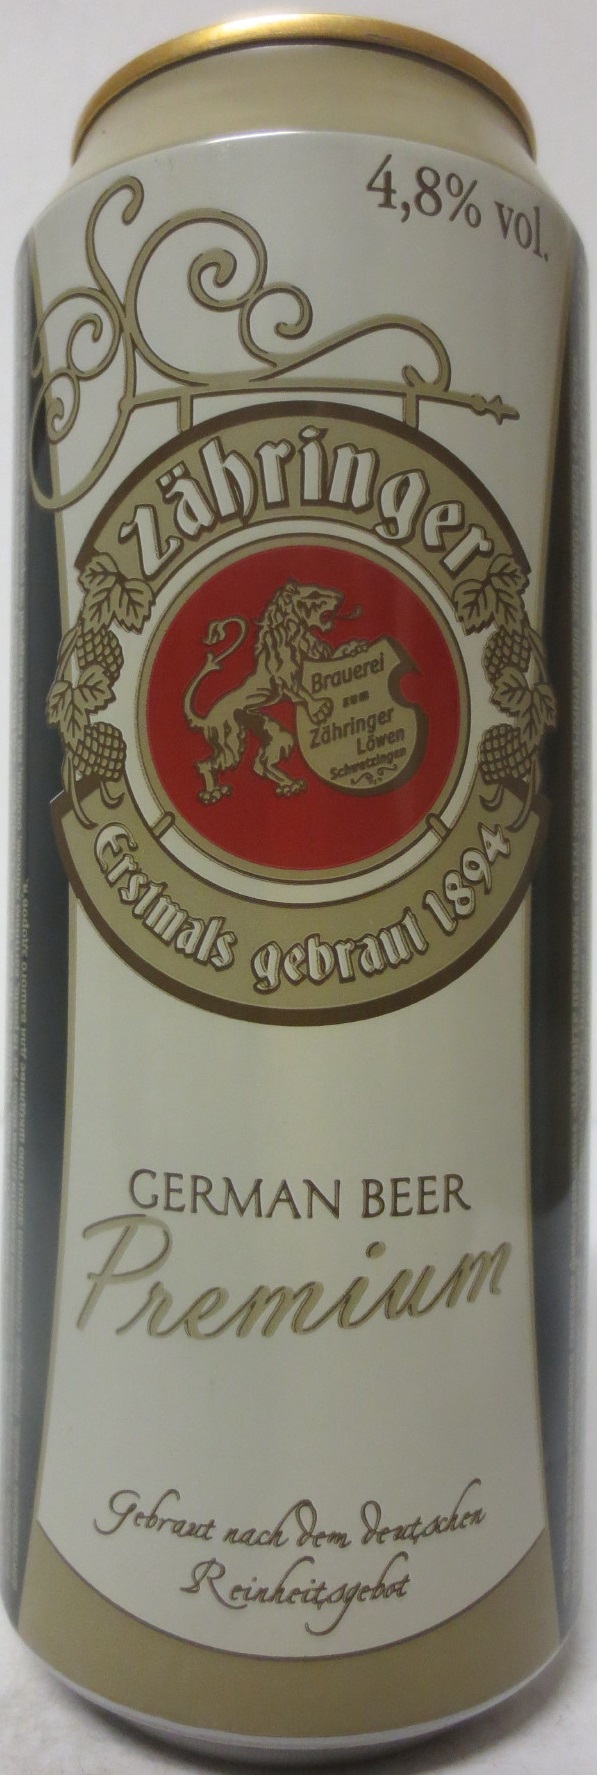 4,8% vol.
Zähringer
Brauerei
zum
Zähringer
Löwen
Schwetzingen
Erstmals gebraut 1894
GERMAN BEER
Premium
Gebraut nach dem deutschen
Reinheitsgebot